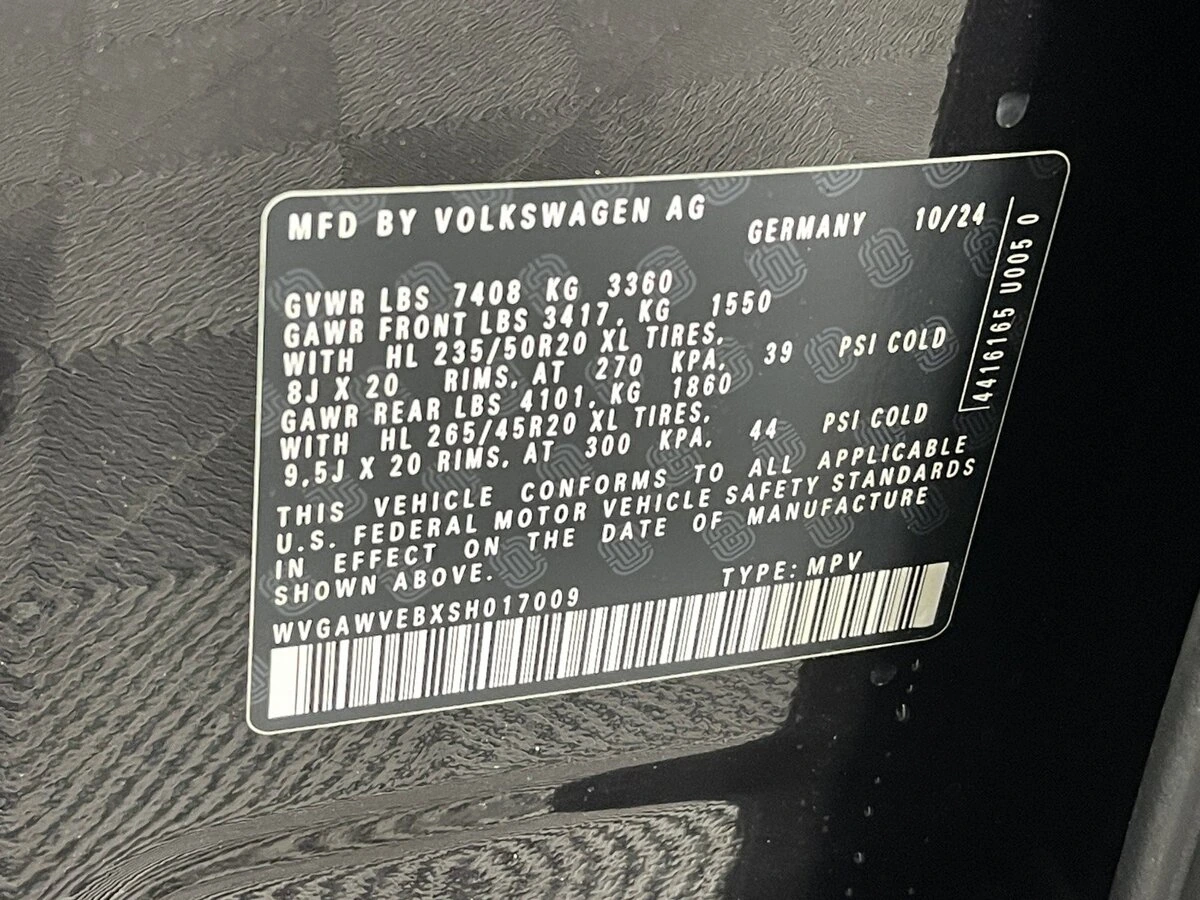 MFD BY VOLKSWAGEN AG GERMANY 10/24
GVWR LBS 7408 KG 3360
GAWR FRONT LBS 3417, KG 1550
WITH HL 235/50R20 XL TIRES,
8J X 20 RIMS, AT 270 KPA, 39 PSI COLD
GAWR REAR LBS 4101, KG 1860
WITH HL 265/45R20 XL TIRES,
9,5J X 20 RIMS, AT 300 KPA, 44 PSI COLD
THIS VEHICLE CONFORMS TO ALL APPLICABLE
U.S. FEDERAL MOTOR VEHICLE SAFETY STANDARDS
IN EFFECT ON THE DATE OF MANUFACTURE
SHOWN ABOVE.
WVGAWVEBXSH017009 TYPE: MPV
4416165 U005 0